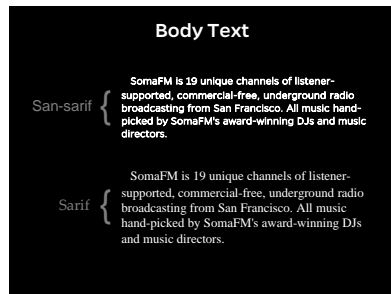 Body Text
San-sarif
SomaFM is 19 unique channels of listener-
supported, commercial-free, underground radio
broadcasting from San Francisco. All music hand-
picked by SomaFM's award-winning DJs and music
directors.
Sarif
SomaFM is 19 unique channels of listener-
supported, commercial-free, underground radio
broadcasting from San Francisco. All music
hand-picked by SomaFM's award-winning DJs
and music directors.